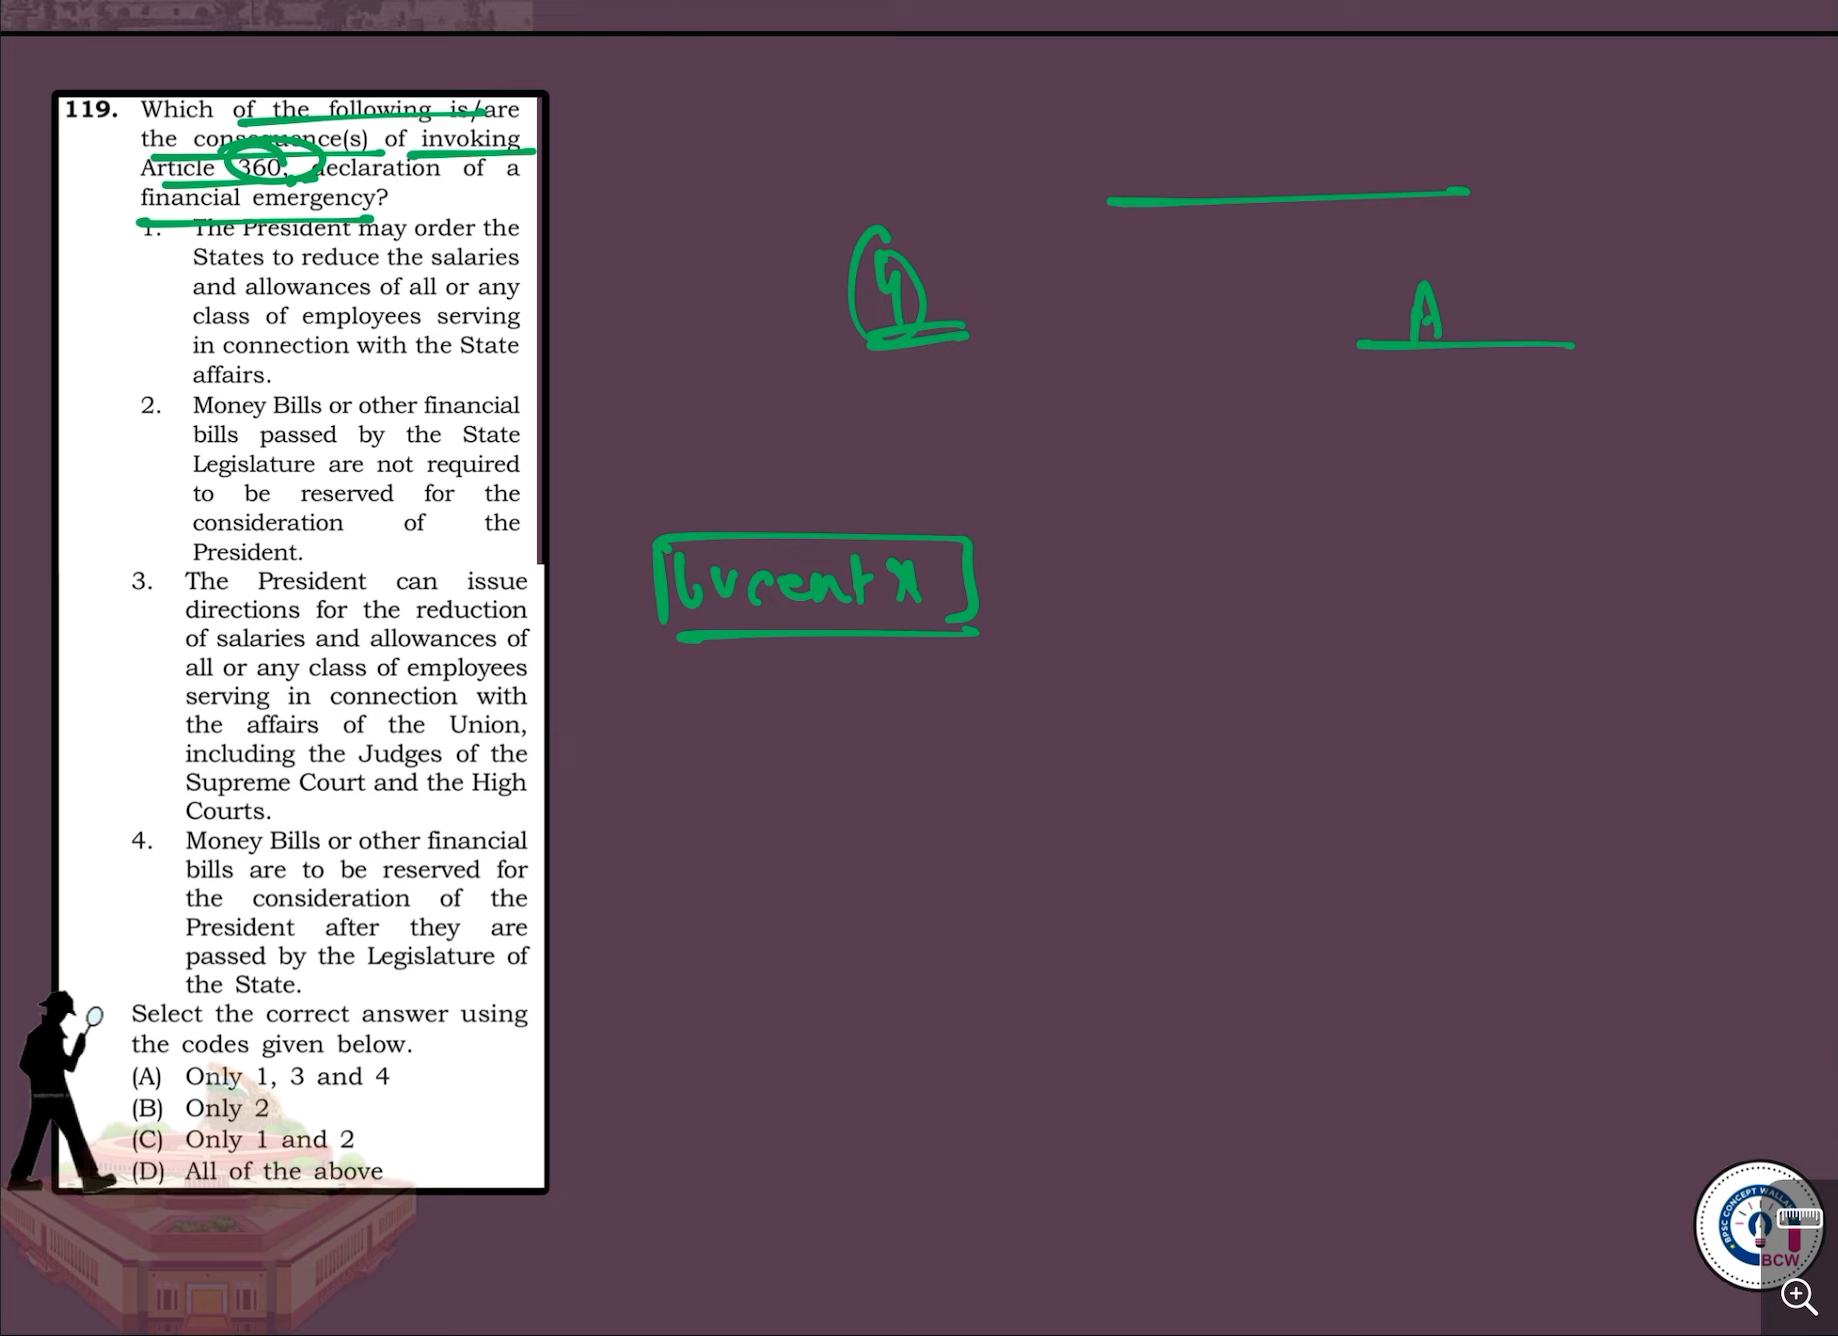 119. Which of the following is/are
the consequence(s) of invoking
Article 360, declaration of a
financial emergency?
1. The President may order the
States to reduce the salaries
and allowances of all or any
class of employees serving
in connection with the State
affairs.
2. Money Bills or other financial
bills passed by the State
Legislature are not required
to be reserved for the
consideration of the
President.
3. The President can issue
directions for the reduction
of salaries and allowances of
all or any class of employees
serving in connection with
the affairs of the Union,
including the Judges of the
Supreme Court and the High
Courts.
4. Money Bills or other financial
bills are to be reserved for
the consideration of the
President after they are
passed by the Legislature of
the State.
Select the correct answer using
the codes given below.
(A) Only 1, 3 and 4
(B) Only 2
(C) Only 1 and 2
(D) All of the above
A
BPSC CONCEPT WALLAH
BCW